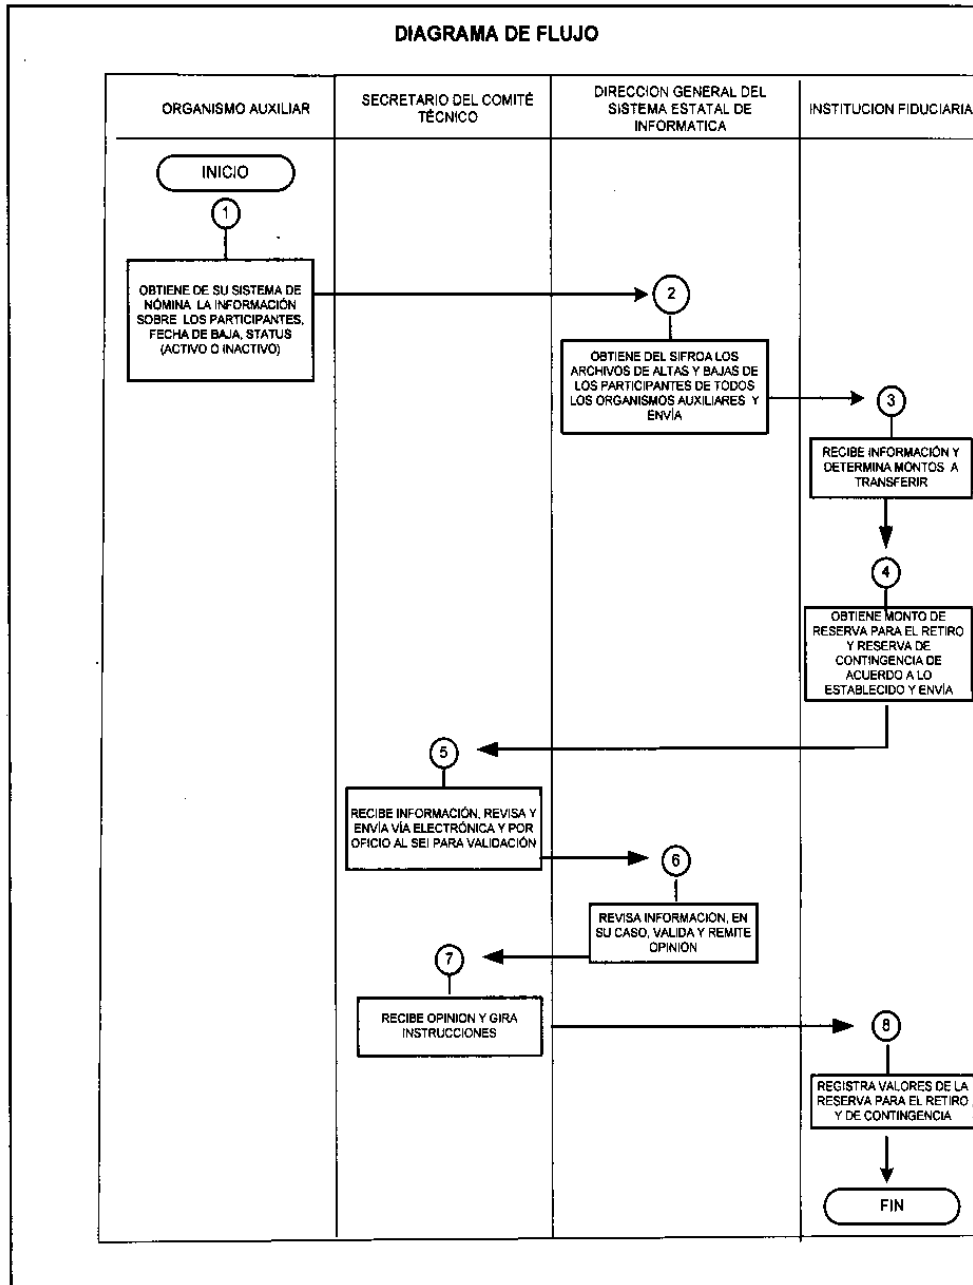 DIAGRAMA DE FLUJO
ORGANISMO AUXILIAR
SECRETARIO DEL COMITÉ
TÉCNICO
DIRECCION GENERAL DEL
SISTEMA ESTATAL DE
INFORMATICA
INSTITUCION FIDUCIARIA
INICIO
1
OBTIENE DE SU SISTEMA DE
NÓMINA LA INFORMACIÓN
SOBRE LOS PARTICIPANTES,
FECHA DE BAJA, STATUS
(ACTIVO O INACTIVO)
2
OBTIENE DEL SIFROA LOS
ARCHIVOS DE ALTAS Y BAJAS DE
LOS PARTICIPANTES DE TODOS
LOS ORGANISMOS AUXILIARES Y
ENVÍA
3
RECIBE INFORMACIÓN Y
DETERMINA MONTOS A
TRANSFERIR
4
OBTIENE MONTO DE
RESERVA PARA EL RETIRO
Y RESERVA DE
CONTINGENCIA DE
ACUERDO A LO
ESTABLECIDO Y ENVÍA
5
RECIBE INFORMACIÓN, REVISA Y
ENVÍA VÍA ELECTRÓNICA Y POR
OFICIO AL SEI PARA VALIDACIÓN
6
REVISA INFORMACIÓN, EN
SU CASO, VALIDA Y REMITE
OPINIÓN
7
RECIBE OPINION Y GIRA
INSTRUCCIONES
8
REGISTRA VALORES DE LA
RESERVA PARA EL RETIRO
Y DE CONTINGENCIA
FIN